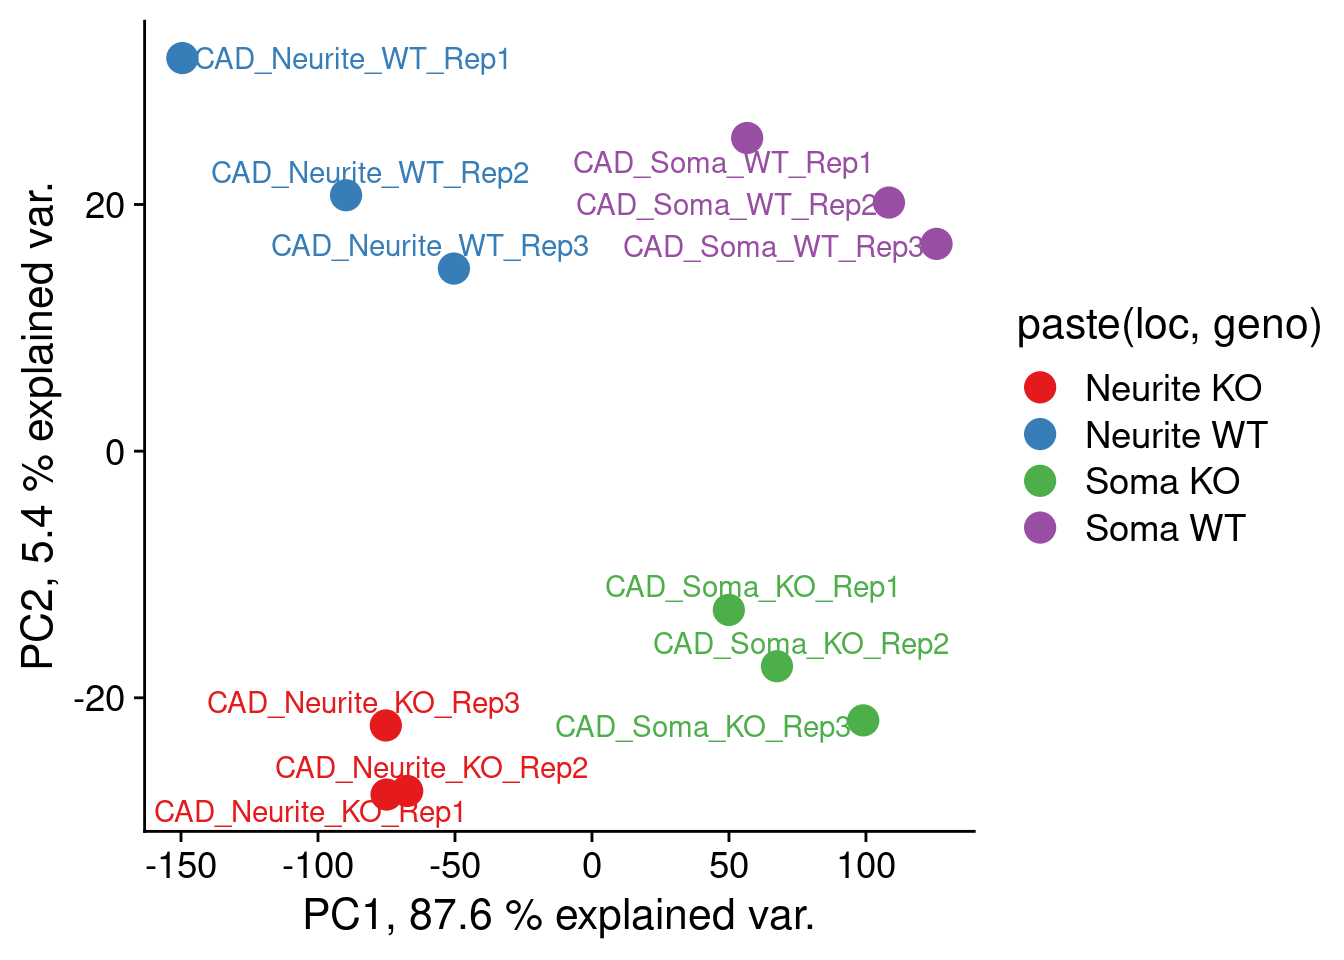 CAD_Neurite_WT_Rep1
CAD_Neurite_WT_Rep2
CAD_Neurite_WT_Rep3
CAD_Soma_WT_Rep1
CAD_Soma_WT_Rep2
CAD_Soma_WT_Rep3
CAD_Soma_KO_Rep1
CAD_Soma_KO_Rep2
CAD_Soma_KO_Rep3
CAD_Neurite_KO_Rep3
CAD_Neurite_KO_Rep2
CAD_Neurite_KO_Rep1
20
0
-20
PC2, 5.4 % explained var.
-150
-100
-50
0
50
100
PC1, 87.6 % explained var.
paste(loc, geno)
Neurite KO
Neurite WT
Soma KO
Soma WT